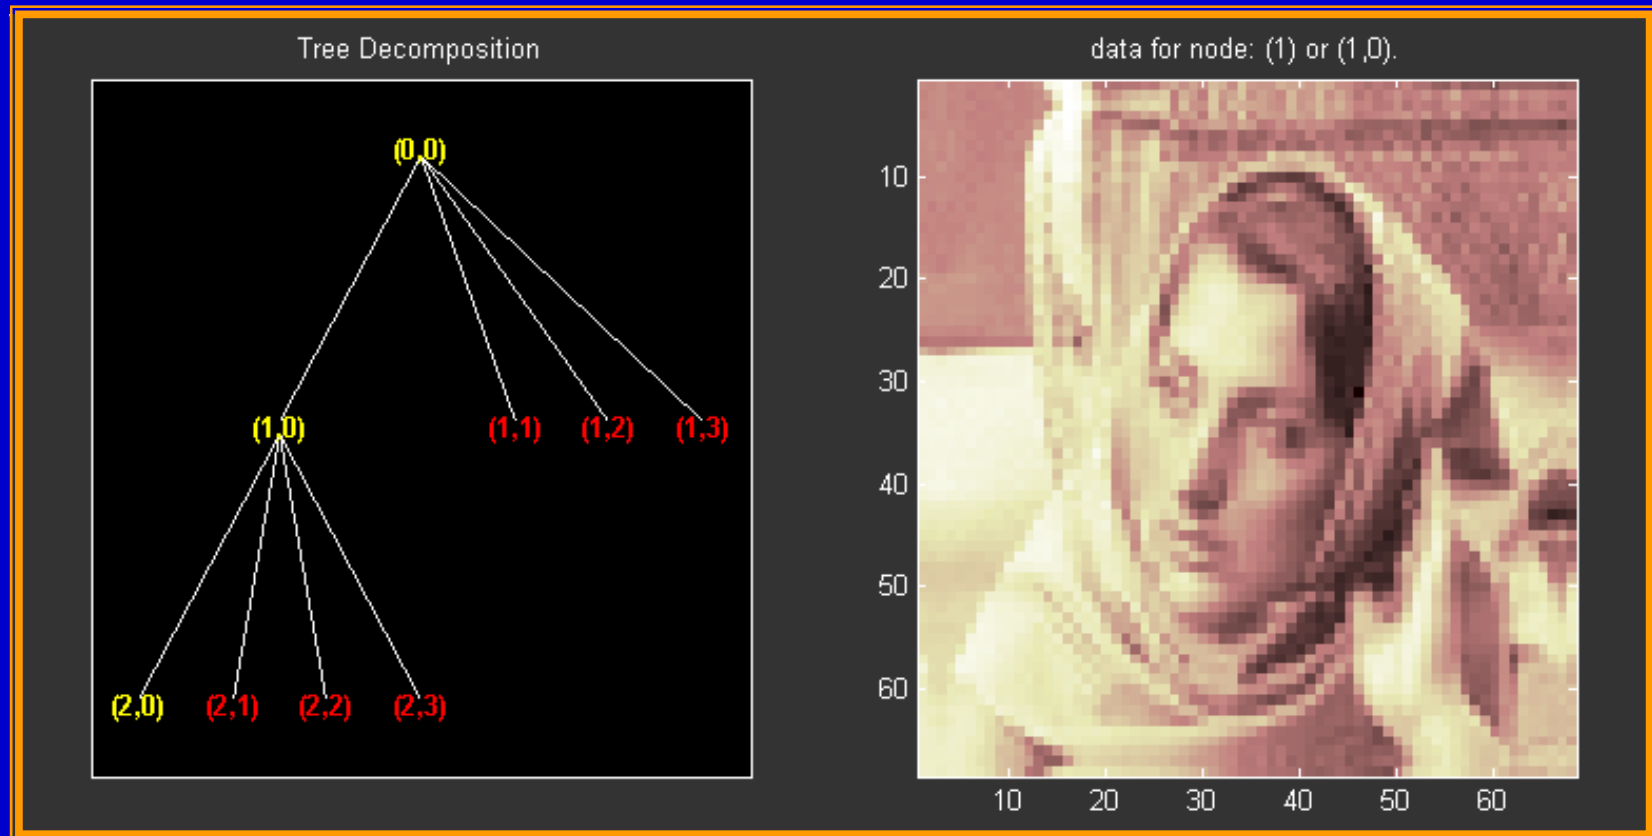 Tree Decomposition
(0,0)
(1,0) (1,1) (1,2) (1,3)
(2,0) (2,1) (2,2) (2,3)
data for node: (1) or (1,0).
10
20
30
40
50
60
10 20 30 40 50 60